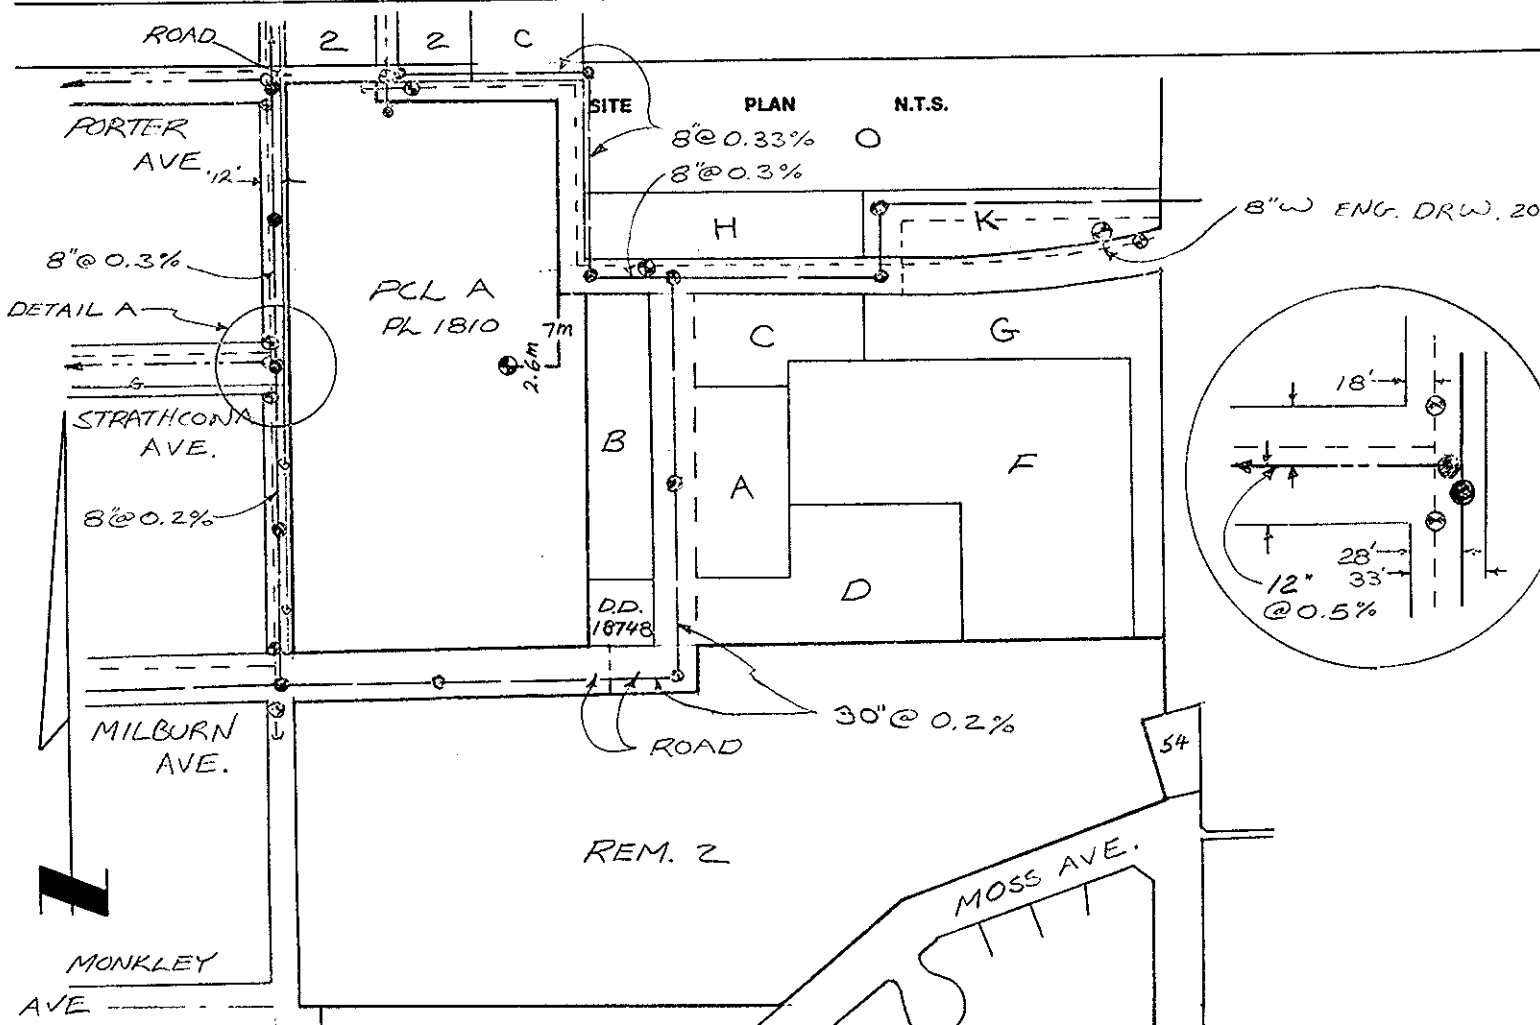 ROAD
2
2
C
SITE PLAN N.T.S.
PORTER
AVE.
12'
8"@ 0.33%
O
8"@ 0.3%
H
K
8"W ENG. DRW. 20
8"@ 0.3%
DETAIL A
PCL A
PL 1810
7m
2.6m
C
G
G
STRATHCONA
AVE.
8"@ 0.2%
B
A
F
D
D.D.
18748
18'
28'
33'
12"
@ 0.5%
MILBURN
AVE.
30"@ 0.2%
ROAD
54
REM. 2
MOSS AVE.
MONKLEY
AVE